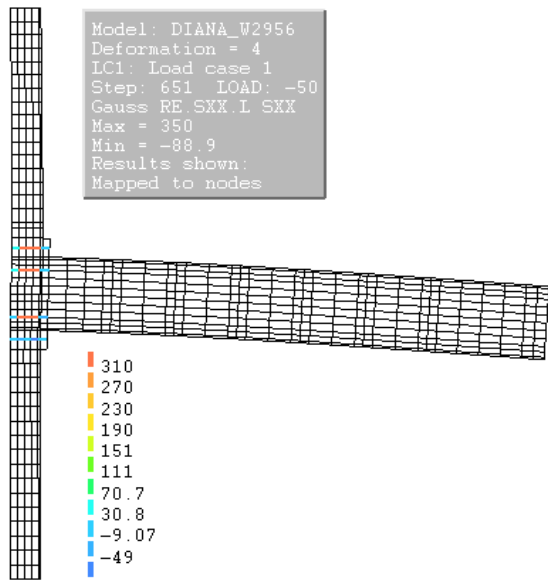 Model: DIANA_W2956
Deformation = 4
LC1: Load case 1
Step: 651 LOAD: -50
Gauss RE.SXX.L SXX
Max = 350
Min = -88.9
Results shown:
Mapped to nodes
310
270
230
190
151
111
70.7
30.8
-9.07
-49